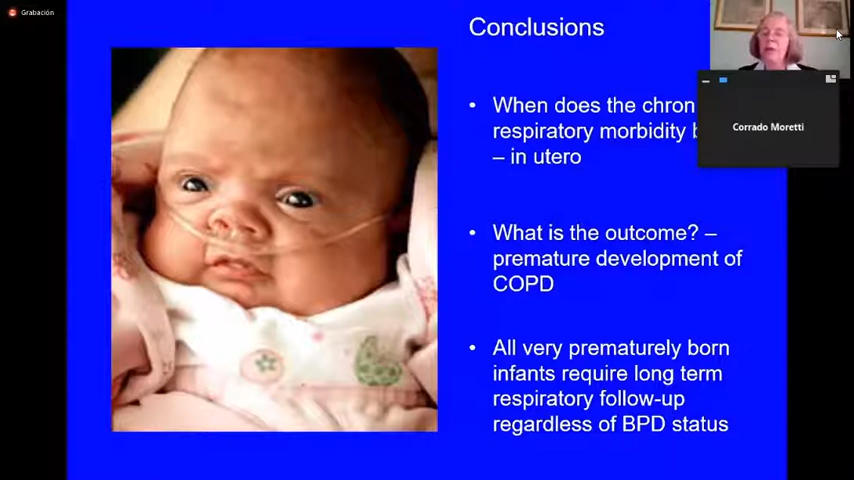 Grabación
Conclusions
• When does the chron
respiratory morbidity
– in utero
Corrado Moretti
• What is the outcome? –
premature development of
COPD
• All very prematurely born
infants require long term
respiratory follow-up
regardless of BPD status